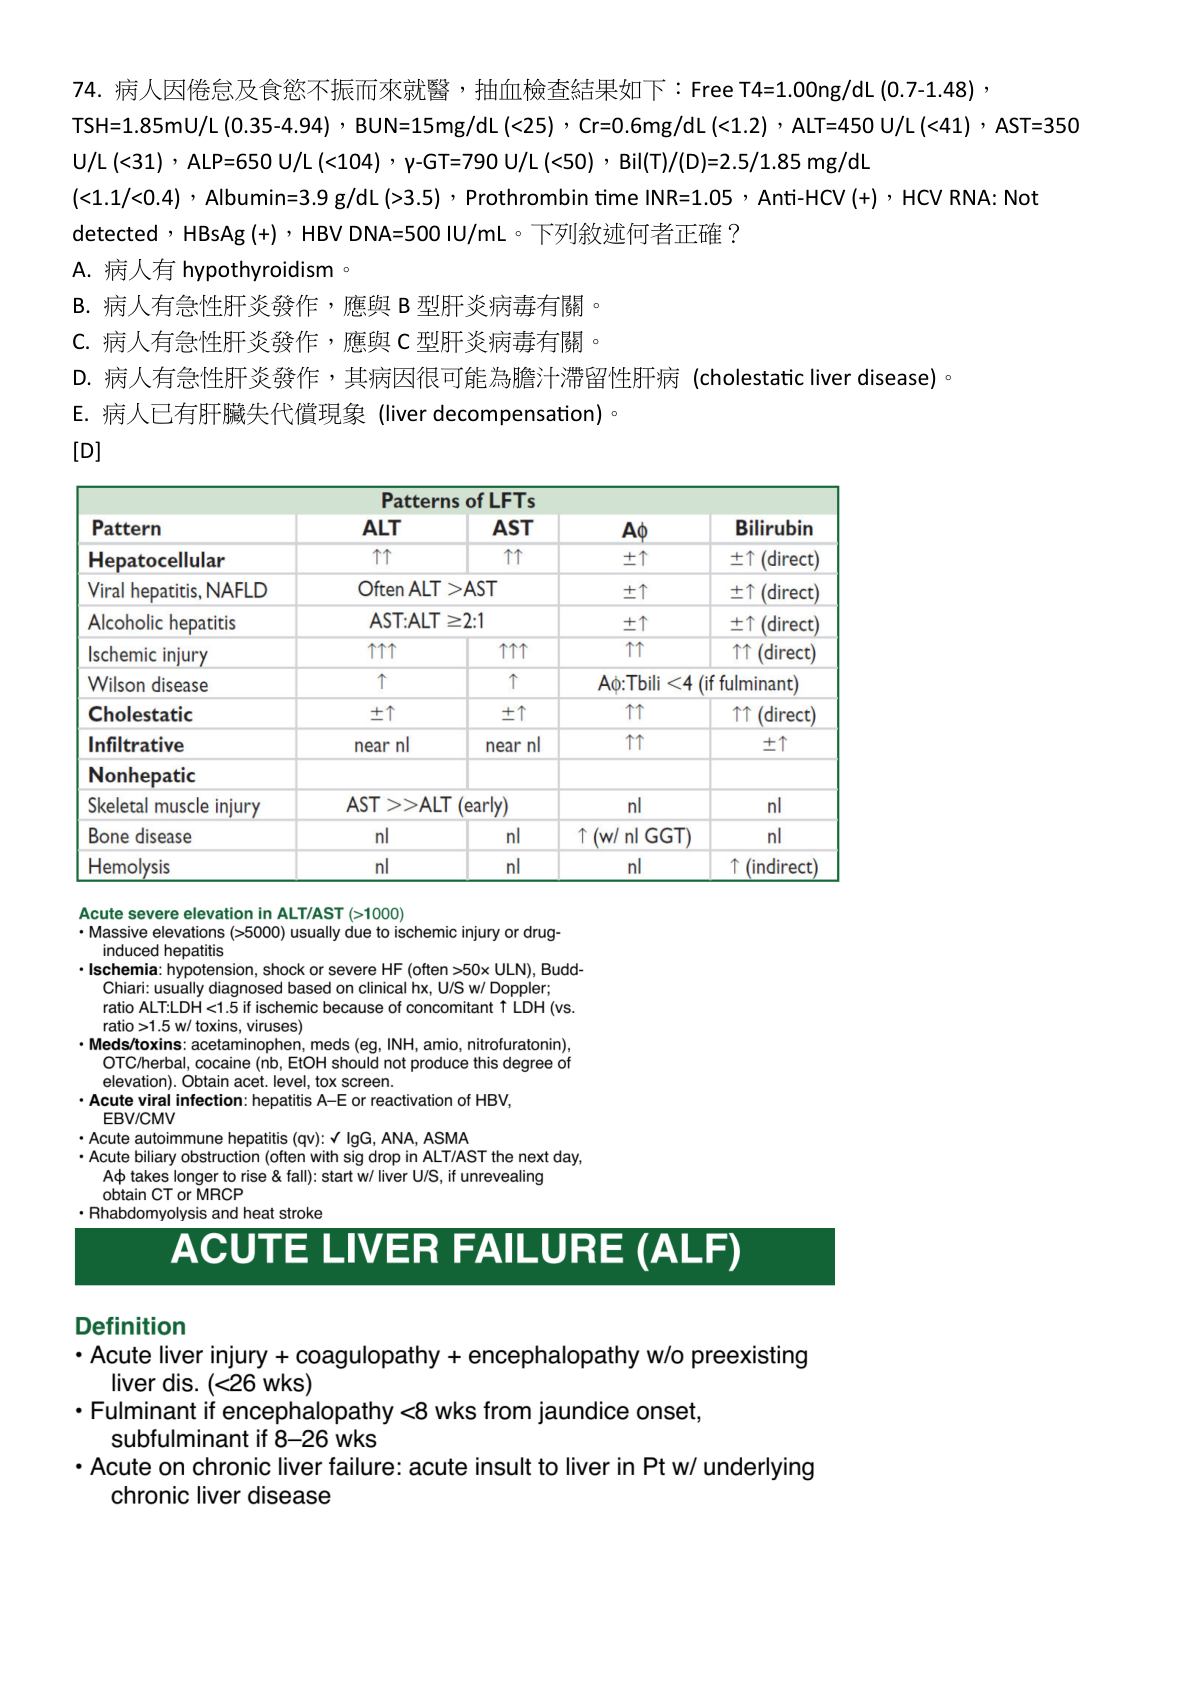 74. 病人因倦怠及食慾不振而來就醫，抽血檢查結果如下：Free T4=1.00ng/dL (0.7-1.48)，
TSH=1.85mU/L (0.35-4.94)，BUN=15mg/dL (<25)，Cr=0.6mg/dL (<1.2)，ALT=450 U/L (<41)，AST=350
U/L (<31)，ALP=650 U/L (<104)，γ-GT=790 U/L (<50)，Bil(T)/(D)=2.5/1.85 mg/dL
(<1.1/<0.4)，Albumin=3.9 g/dL (>3.5)，Prothrombin time INR=1.05，Anti-HCV (+)，HCV RNA: Not
detected，HBsAg (+)，HBV DNA=500 IU/mL。下列敘述何者正確？
A. 病人有 hypothyroidism。
B. 病人有急性肝炎發作，應與 B 型肝炎病毒有關。
C. 病人有急性肝炎發作，應與 C 型肝炎病毒有關。
D. 病人有急性肝炎發作，其病因很可能為膽汁滯留性肝病 (cholestatic liver disease)。
E. 病人已有肝臟失代償現象 (liver decompensation)。
[D]
Patterns of LFTs
Pattern ALT AST Aϕ Bilirubin
Hepatocellular ↑↑ ↑↑ ±↑ ±↑ (direct)
Viral hepatitis, NAFLD Often ALT >AST ±↑ ±↑ (direct)
Alcoholic hepatitis AST:ALT ≥2:1 ±↑ ±↑ (direct)
Ischemic injury ↑↑↑ ↑↑↑ ↑↑ ↑↑ (direct)
Wilson disease ↑ ↑ Aϕ:Tbili <4 (if fulminant)
Cholestatic ±↑ ±↑ ↑↑ ↑↑ (direct)
Infiltrative near nl near nl ↑↑ ±↑
Nonhepatic
Skeletal muscle injury AST >>ALT (early) nl nl
Bone disease nl nl ↑ (w/ nl GGT) nl
Hemolysis nl nl nl ↑ (indirect)
Acute severe elevation in ALT/AST (>1000)
• Massive elevations (>5000) usually due to ischemic injury or drug-
induced hepatitis
• Ischemia: hypotension, shock or severe HF (often >50× ULN), Budd-
Chiari: usually diagnosed based on clinical hx, U/S w/ Doppler;
ratio ALT:LDH <1.5 if ischemic because of concomitant ↑ LDH (vs.
ratio >1.5 w/ toxins, viruses)
• Meds/toxins: acetaminophen, meds (eg, INH, amio, nitrofuratonin),
OTC/herbal, cocaine (nb, EtOH should not produce this degree of
elevation). Obtain acet. level, tox screen.
• Acute viral infection: hepatitis A–E or reactivation of HBV,
EBV/CMV
• Acute autoimmune hepatitis (qv): ✓ IgG, ANA, ASMA
• Acute biliary obstruction (often with sig drop in ALT/AST the next day,
Aϕ takes longer to rise & fall): start w/ liver U/S, if unrevealing
obtain CT or MRCP
• Rhabdomyolysis and heat stroke
ACUTE LIVER FAILURE (ALF)
Definition
• Acute liver injury + coagulopathy + encephalopathy w/o preexisting
liver dis. (<26 wks)
• Fulminant if encephalopathy <8 wks from jaundice onset,
subfulminant if 8–26 wks
• Acute on chronic liver failure: acute insult to liver in Pt w/ underlying
chronic liver disease